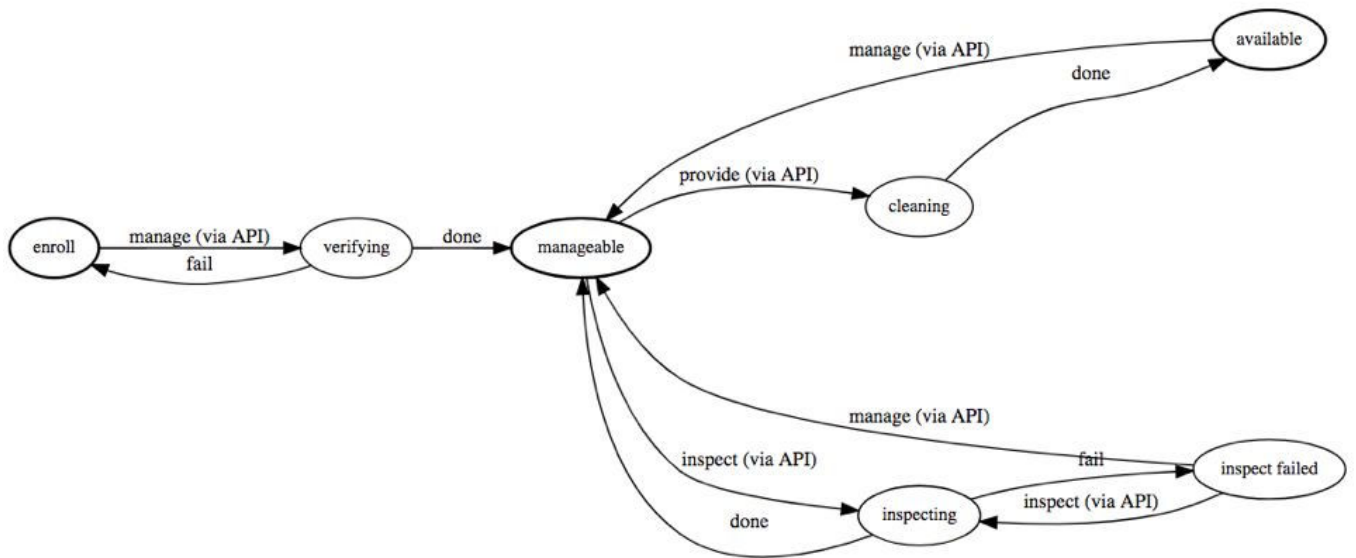 available
manage (via API)
done
provide (via API)
cleaning
enroll
manage (via API)
verifying
done
manageable
fail
manage (via API)
inspect (via API)
fail
inspect failed
inspect (via API)
inspecting
done